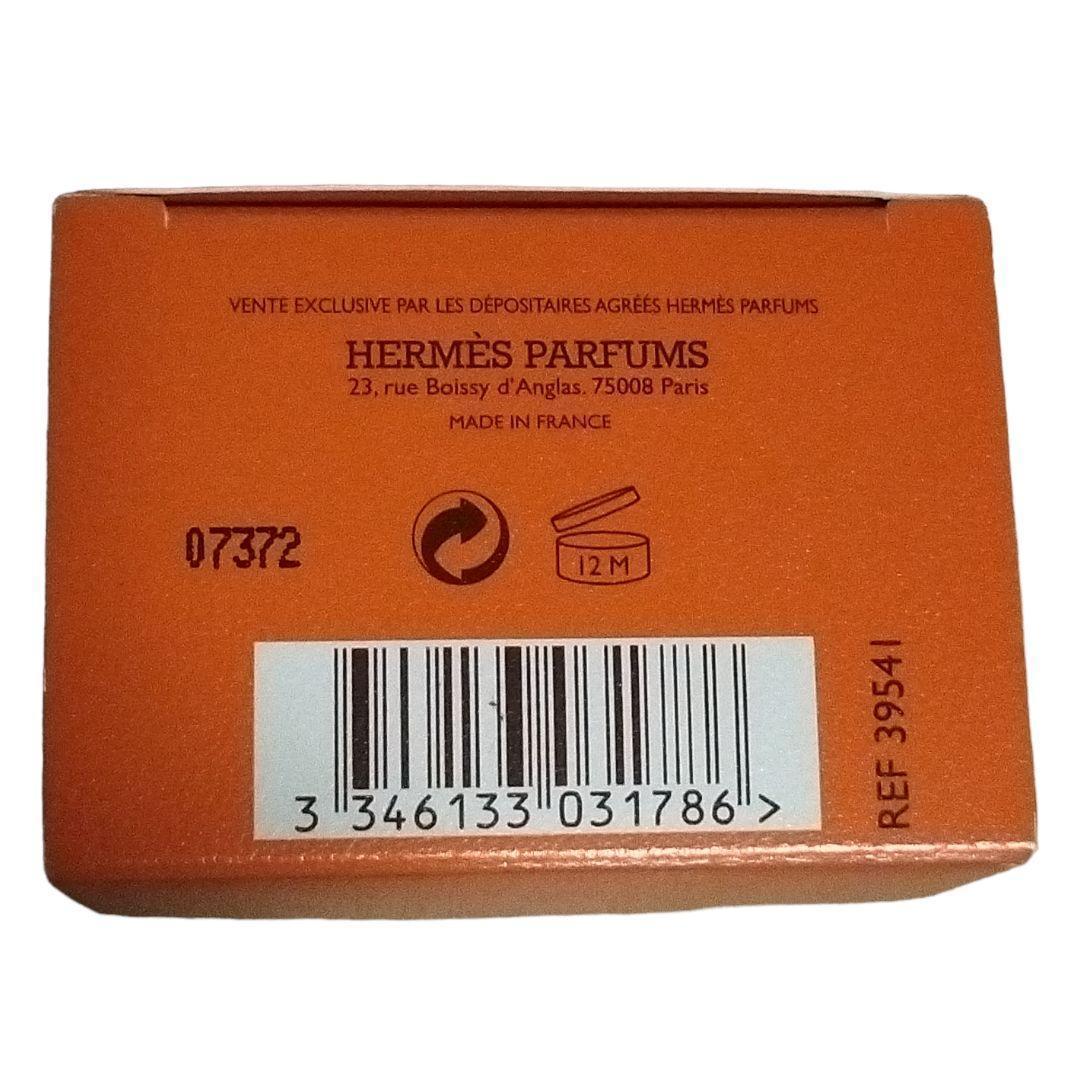 VENTE EXCLUSIVE PAR LES DÉPOSITAIRES AGRÉÉS HERMÈS PARFUMS
HERMÈS PARFUMS
23, rue Boissy d'Anglas. 75008 Paris
MADE IN FRANCE
07372
12 M
3 346133 031786 >
REF 39541